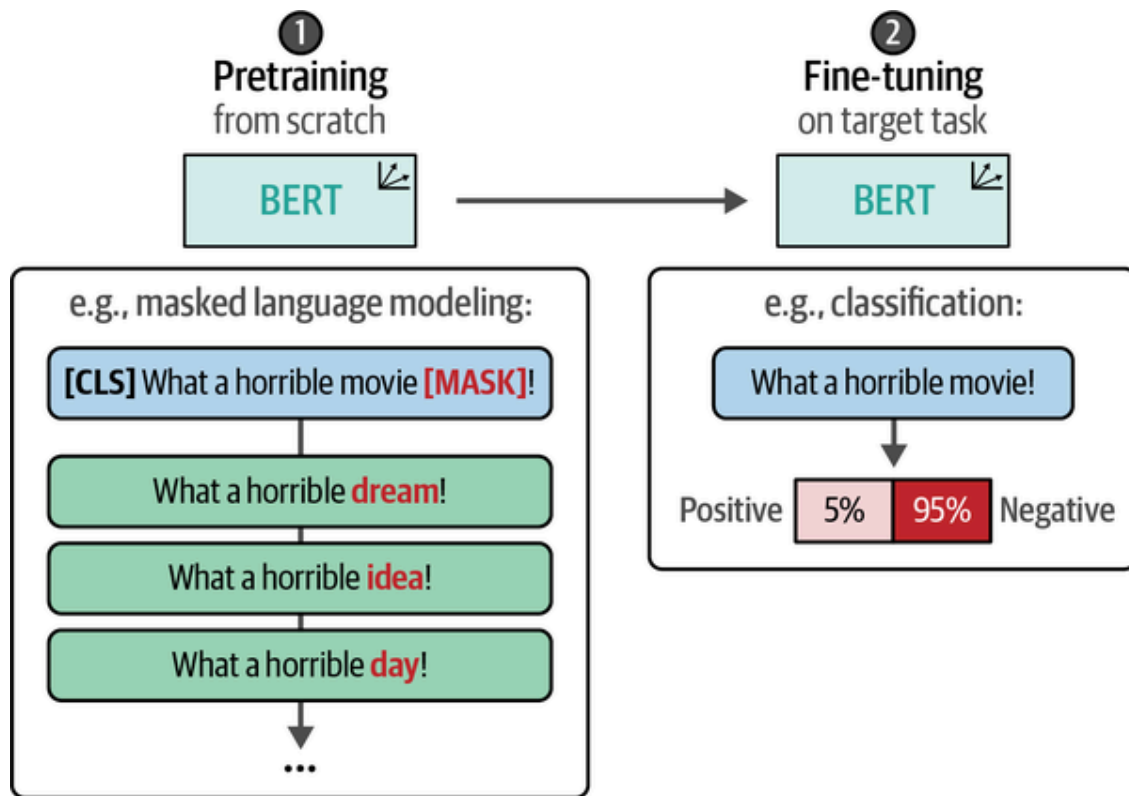 1
Pretraining
from scratch
BERT
e.g., masked language modeling:
[CLS] What a horrible movie [MASK]!
What a horrible dream!
What a horrible idea!
What a horrible day!
...
2
Fine-tuning
on target task
BERT
e.g., classification:
What a horrible movie!
Positive 5% 95% Negative